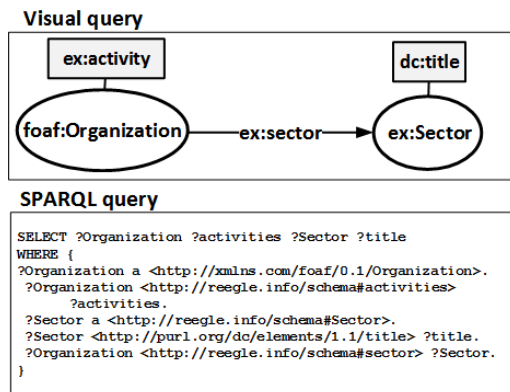 Visual query
ex:activity
dc:title
foaf:Organization
ex:sector
ex:Sector
SPARQL query
SELECT ?Organization ?activities ?Sector ?title
WHERE {
?Organization a <http://xmlns.com/foaf/0.1/Organization>.
?Organization <http://reegle.info/schema#activities>
?activities.
?Sector a <http://reegle.info/schema#Sector>.
?Sector <http://purl.org/dc/elements/1.1/title> ?title.
?Organization <http://reegle.info/schema#sector> ?Sector.
}